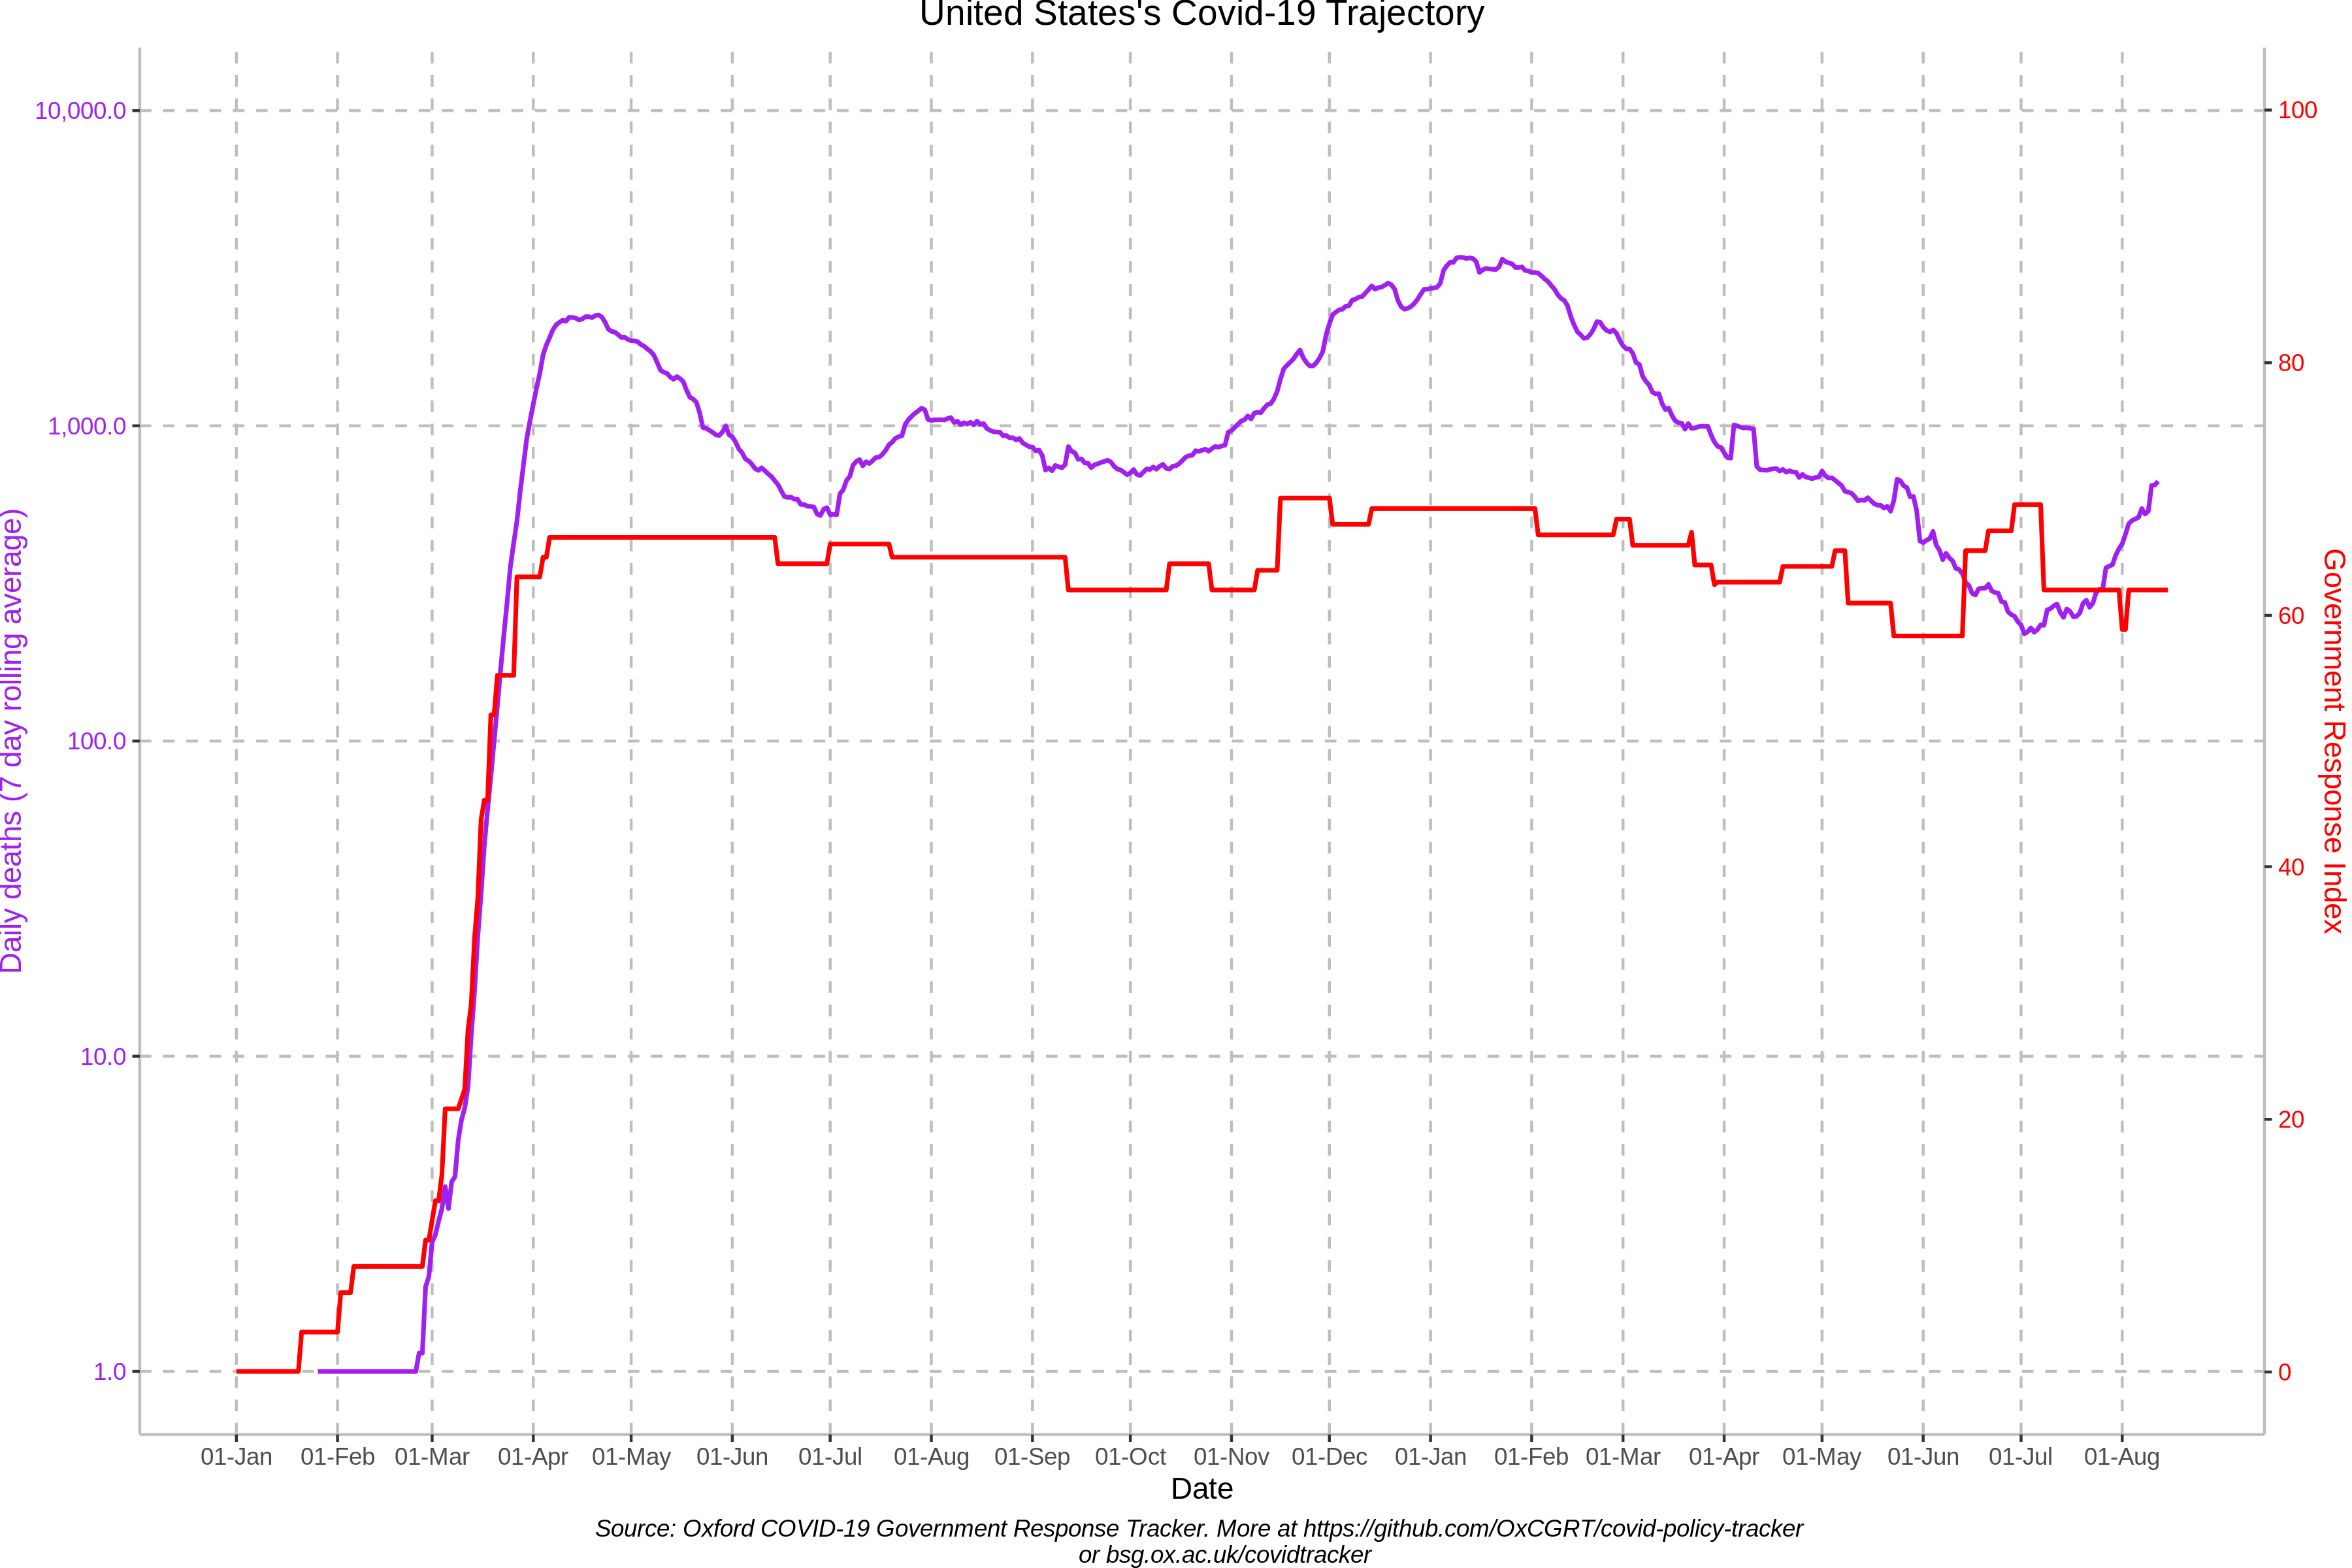 United States's Covid-19 Trajectory
10,000.0
1,000.0
100.0
10.0
1.0
Daily deaths (7 day rolling average)
100
80
60
40
20
0
Government Response Index
01-Jan 01-Feb 01-Mar 01-Apr 01-May 01-Jun 01-Jul 01-Aug 01-Sep 01-Oct 01-Nov 01-Dec 01-Jan 01-Feb 01-Mar 01-Apr 01-May 01-Jun 01-Jul 01-Aug
Date
Source: Oxford COVID-19 Government Response Tracker. More at https://github.com/OxCGRT/covid-policy-tracker
or bsg.ox.ac.uk/covidtracker